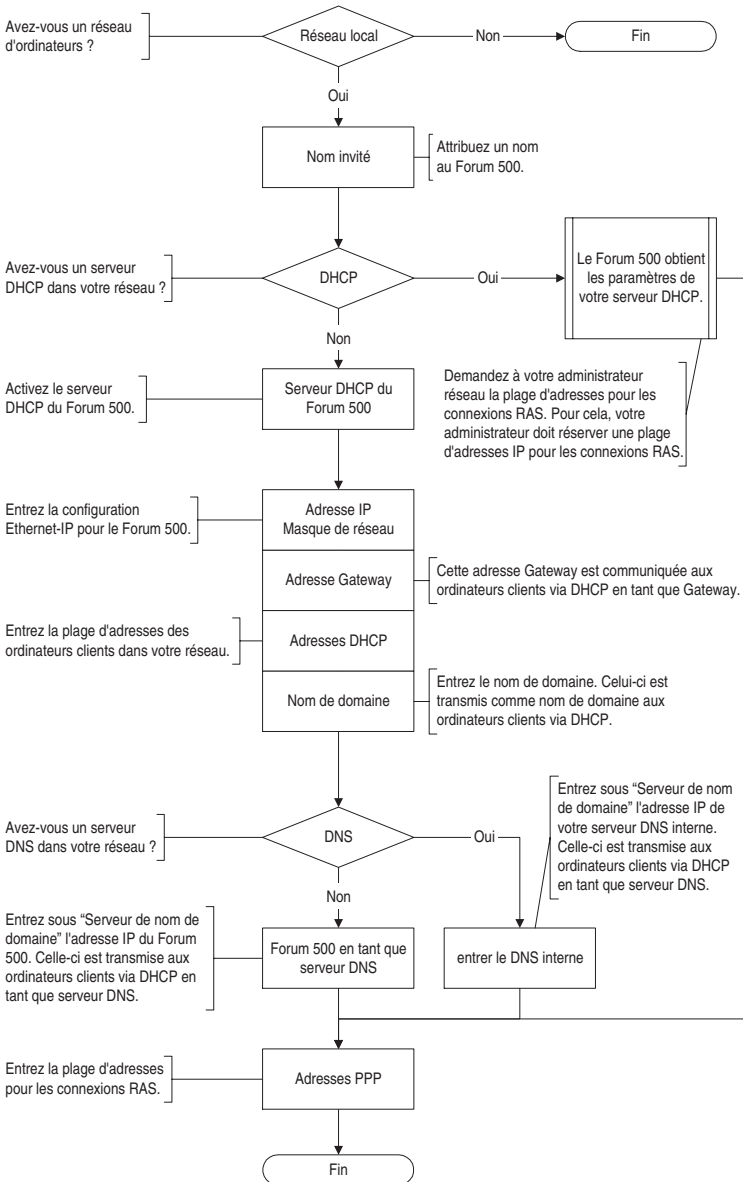 Avez-vous un réseau
d'ordinateurs ?
Réseau local
Non
Fin
Oui
Nom invité
Attribuez un nom
au Forum 500.
Avez-vous un serveur
DHCP dans votre réseau ?
DHCP
Oui
Le Forum 500 obtient
les paramètres de
votre serveur DHCP.
Non
Activez le serveur
DHCP du Forum 500.
Serveur DHCP du
Forum 500
Demandez à votre administrateur
réseau la plage d'adresses pour les
connexions RAS. Pour cela, votre
administrateur doit réserver une plage
d'adresses IP pour les connexions RAS.
Entrez la configuration
Ethernet-IP pour le Forum 500.
Adresse IP
Masque de réseau
Adresse Gateway
Cette adresse Gateway est communiquée aux
ordinateurs clients via DHCP en tant que Gateway.
Entrez la plage d'adresses des
ordinateurs clients dans votre réseau.
Adresses DHCP
Nom de domaine
Entrez le nom de domaine. Celui-ci est
transmis comme nom de domaine aux
ordinateurs clients via DHCP.
Avez-vous un serveur
DNS dans votre réseau ?
DNS
Oui
Entrez sous “Serveur de nom
de domaine” l'adresse IP de
votre serveur DNS interne.
Celle-ci est transmise aux
ordinateurs clients via DHCP
en tant que serveur DNS.
Non
Entrez sous “Serveur de nom de
domaine” l'adresse IP du Forum
500. Celle-ci est transmise aux
ordinateurs clients via DHCP en
tant que serveur DNS.
Forum 500 en tant que
serveur DNS
entrer le DNS interne
Entrez la plage d'adresses
pour les connexions RAS.
Adresses PPP
Fin